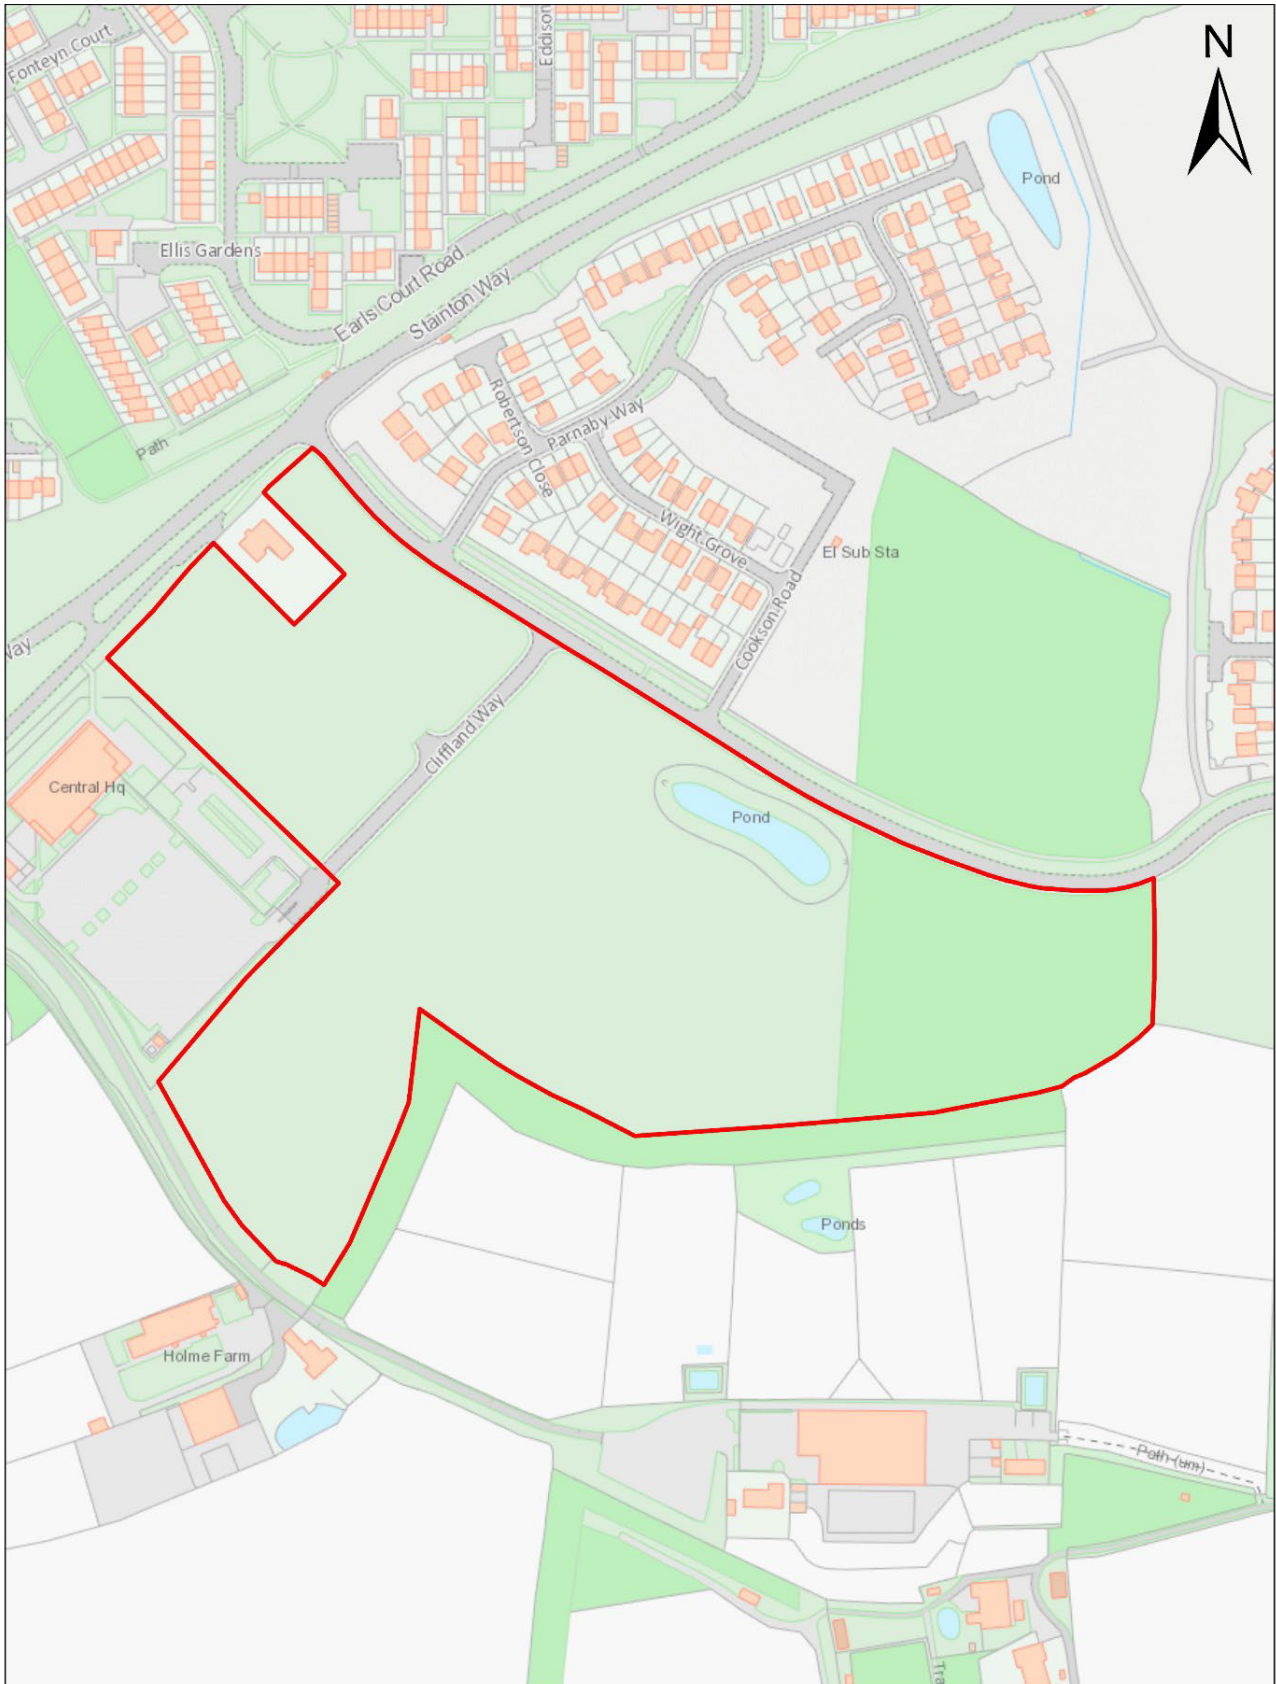 N
Fonteyn Court
Eddison
Pond
Ellis Gardens
Earls Court Road
Stainton Way
Robertson Close
Parnaby Way
Path
Wight Grove
El Sub Sta
Cookson Road
Way
Cliffland Way
Central Hq
Pond
Ponds
Holme Farm
Path (um)
Tra